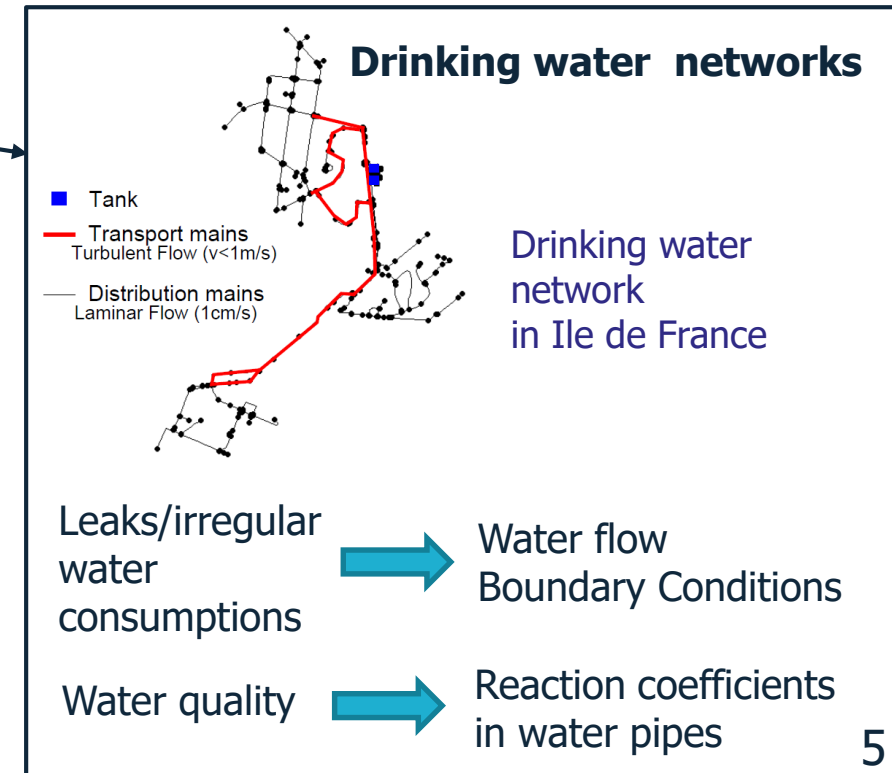 Drinking water networks
Tank
Transport mains
Turbulent Flow (v<1m/s)
Distribution mains
Laminar Flow (1cm/s)
Drinking water
network
in Ile de France
Leaks/irregular
water
consumptions
Water flow
Boundary Conditions
Water quality
Reaction coefficients
in water pipes
5